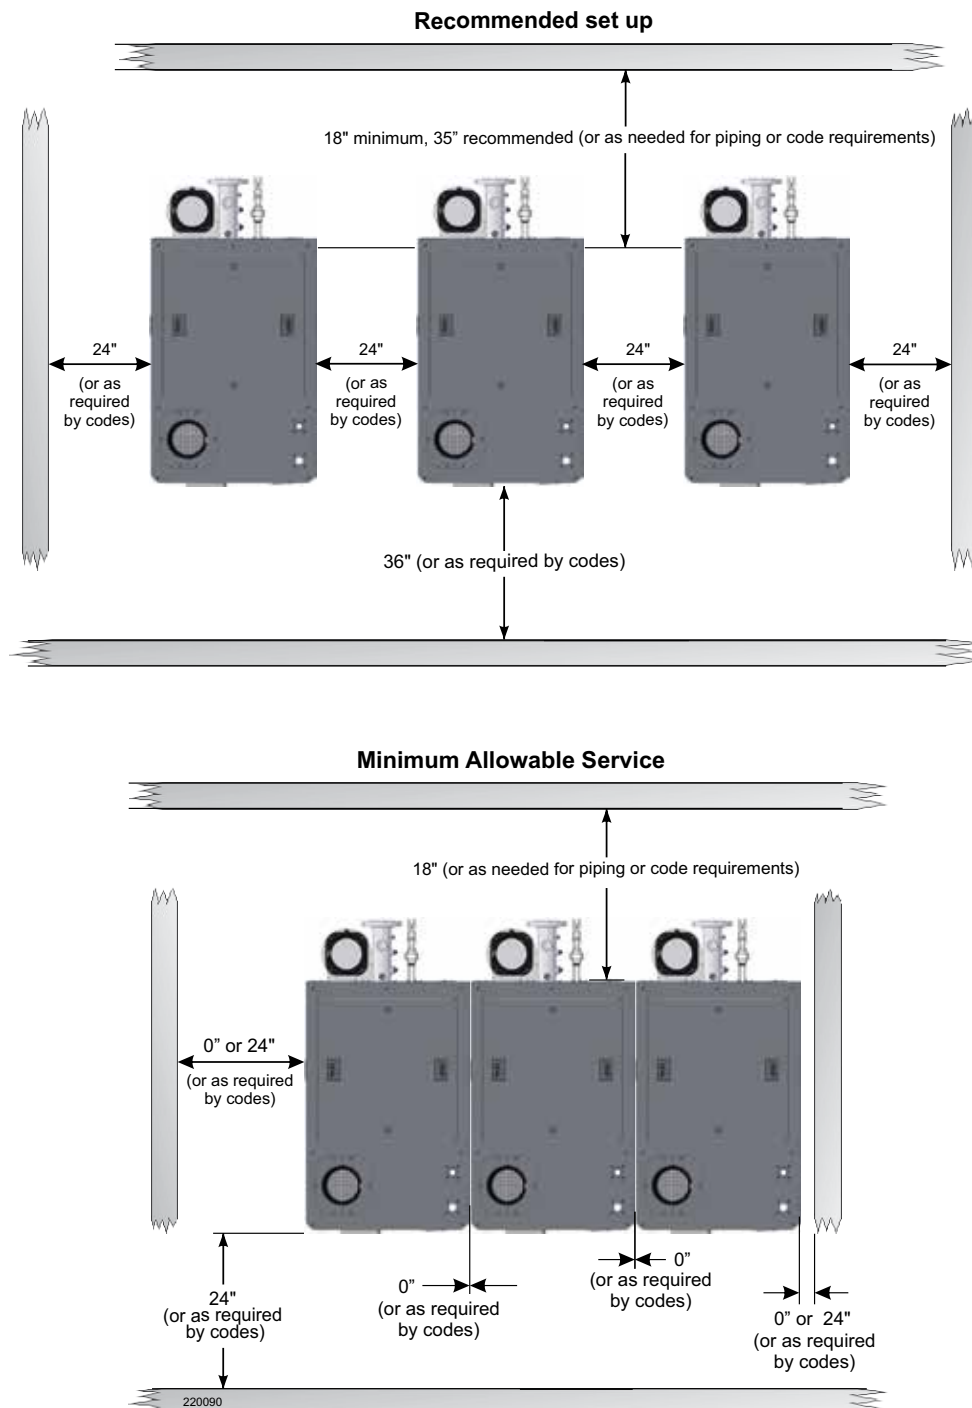 Recommended set up
18" minimum, 35” recommended (or as needed for piping or code requirements)
24"
(or as
required
by codes)
24"
(or as
required
by codes)
24"
(or as
required
by codes)
24"
(or as
required
by codes)
36" (or as required by codes)
Minimum Allowable Service
18" (or as needed for piping or code requirements)
0” or 24"
(or as required
by codes)
24"
(or as required
by codes)
0”
(or as required
by codes)
0”
(or as required
by codes)
0” or 24"
(or as required
by codes)
220090